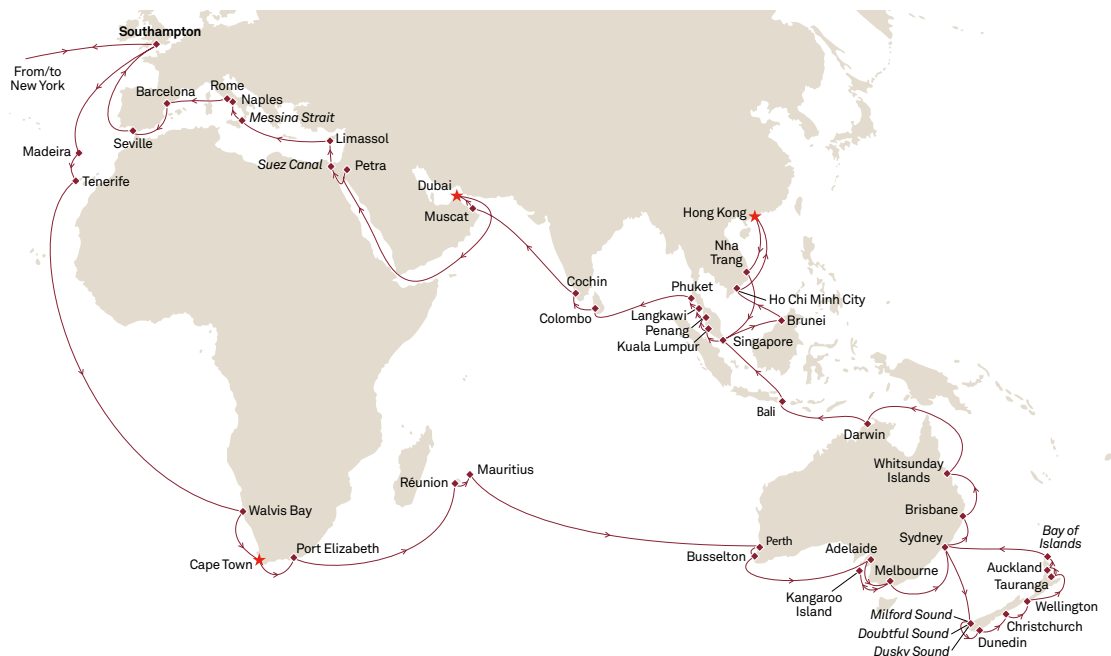 Southampton
From/to
New York
Barcelona
Rome
Naples
Messina Strait
Seville
Limassol
Madeira
Suez Canal
Petra
Tenerife
Dubai
Muscat
Hong Kong
Nha
Trang
Cochin
Phuket
Ho Chi Minh City
Colombo
Langkawi
Penang
Brunei
Kuala Lumpur
Singapore
Bali
Darwin
Whitsunday
Islands
Mauritius
Réunion
Walvis Bay
Brisbane
Bay of
Islands
Port Elizabeth
Cape Town
Perth
Busselton
Adelaide
Sydney
Melbourne
Auckland
Tauranga
Kangaroo
Island
Wellington
Milford Sound
Christchurch
Doubtful Sound
Dunedin
Dusky Sound